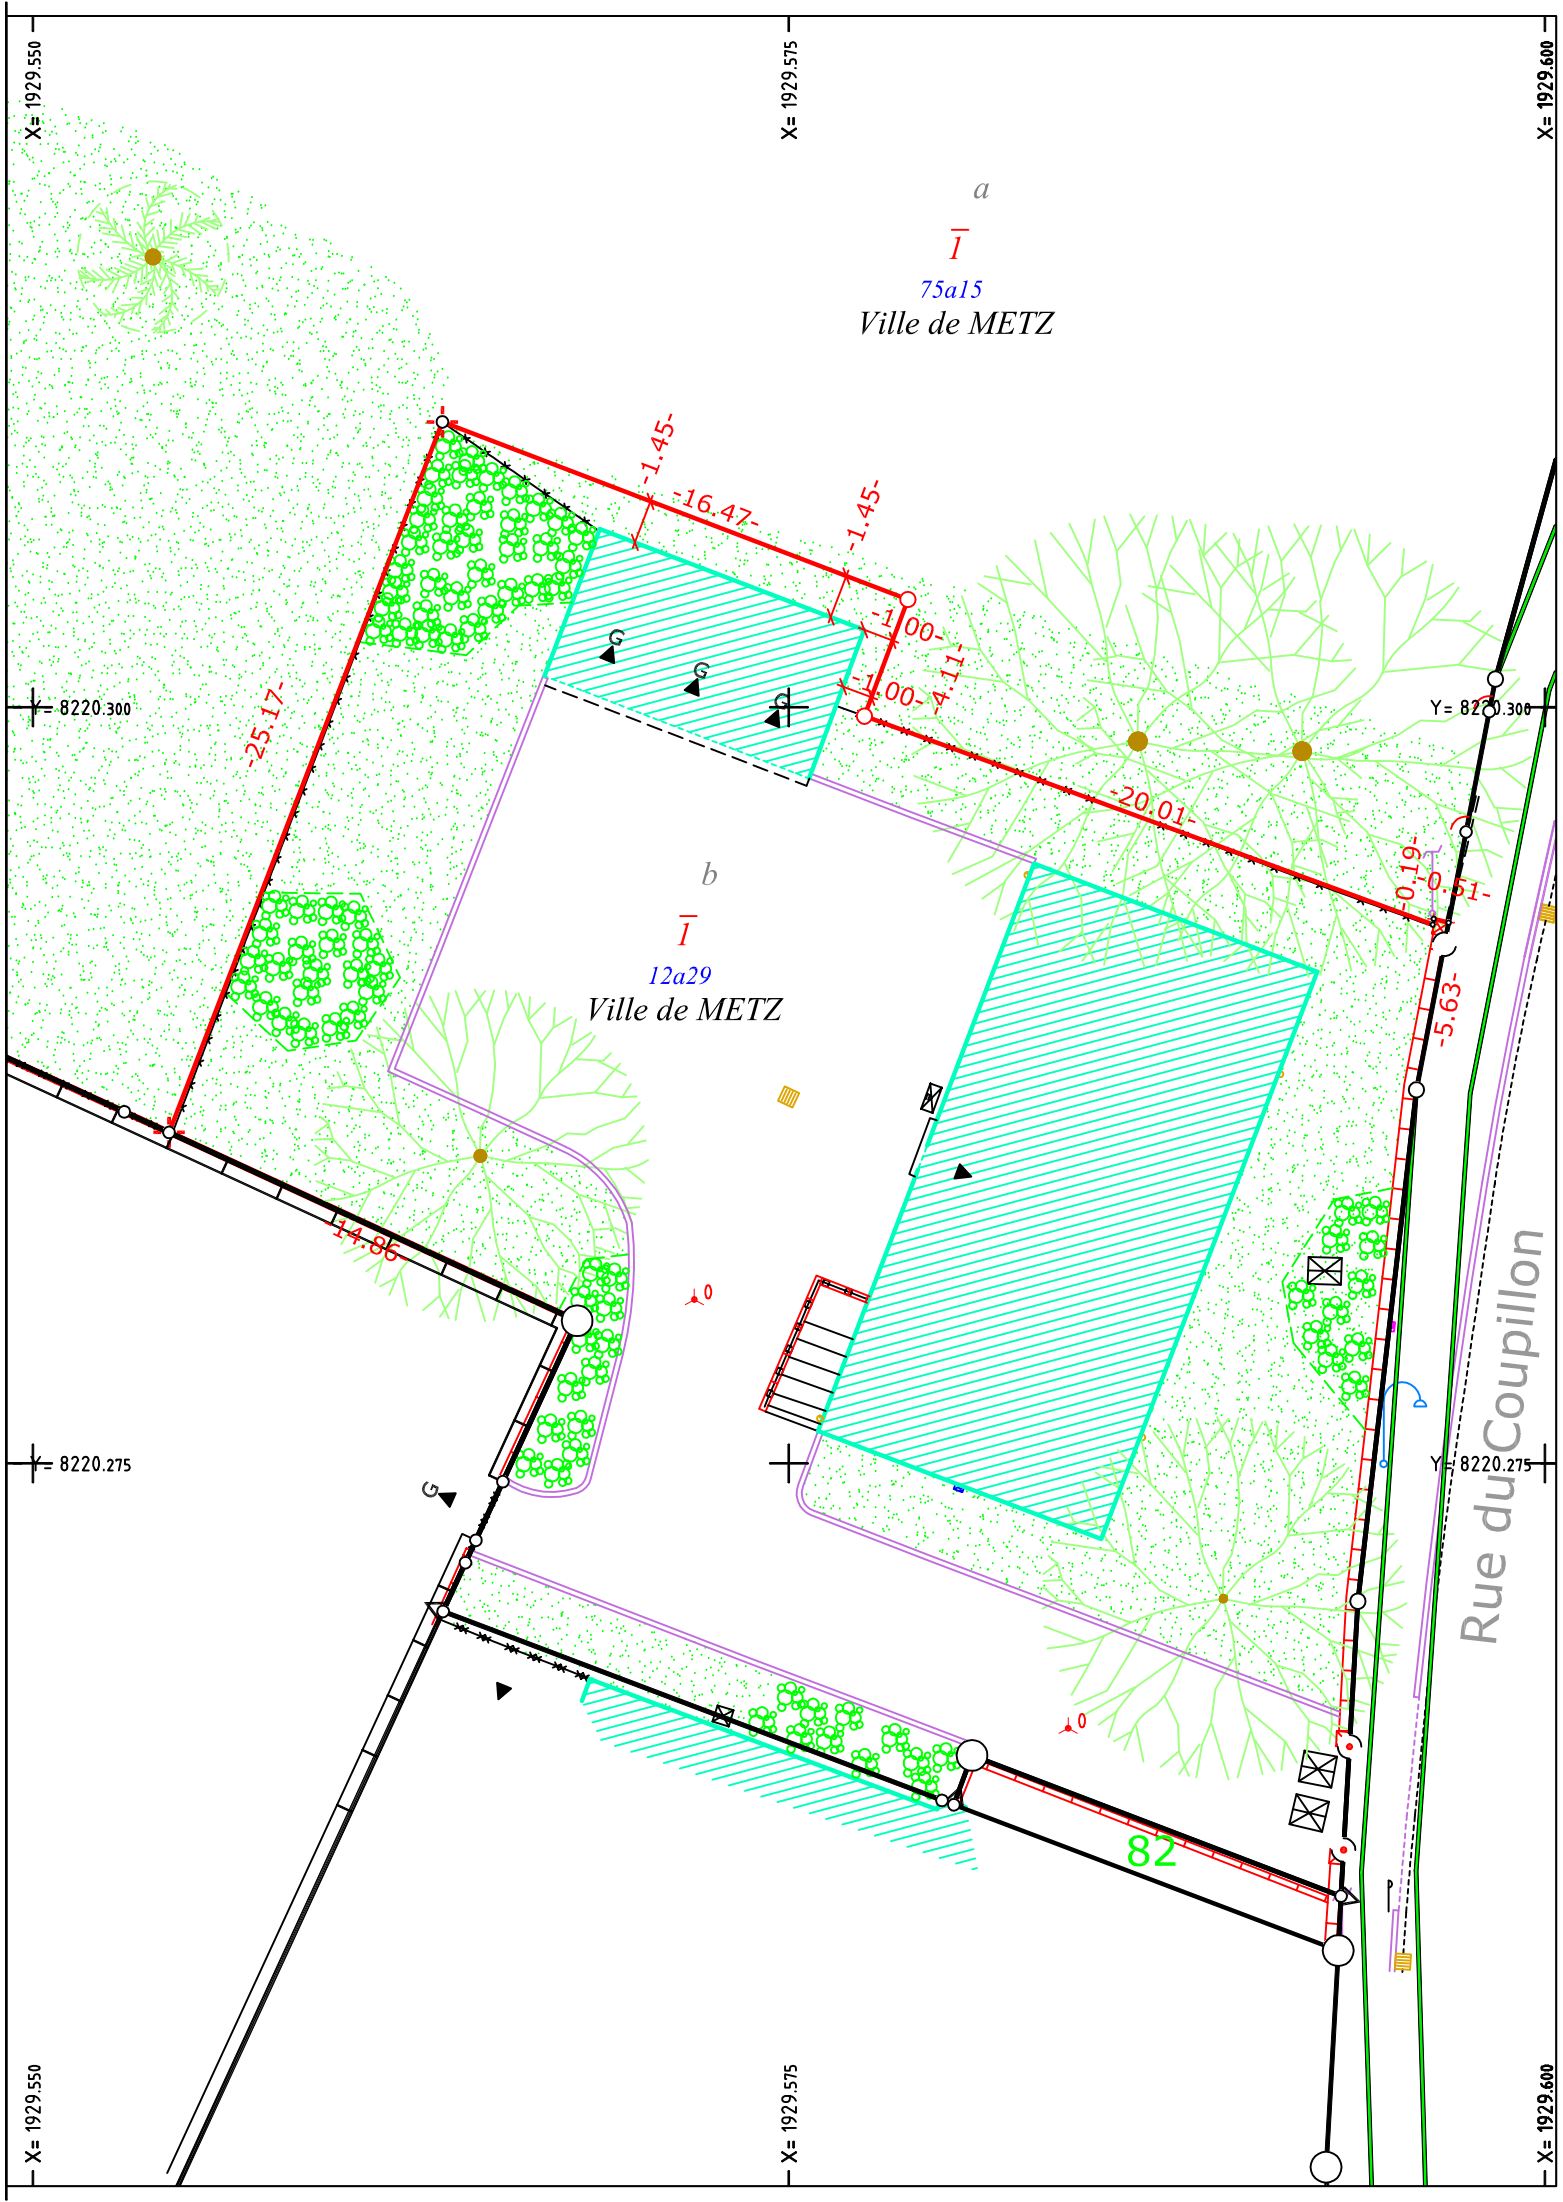 X= 1929.550
X= 1929.575
X= 1929.600
a
1
75a15
Ville de METZ
-1.45-
-16.47-
-1.45-
-1.00-
G
G
-4.11-
-1.00-
G
-25.17-
Y= 8220.300
Y= 8220.300
-20.01-
-0.19-
-0.51-
b
1
12a29
Ville de METZ
-5.63-
-14.86-
0
Rue du Coupillon
Y= 8220.275
Y= 8220.275
G
0
82
X= 1929.550
X= 1929.575
X= 1929.600